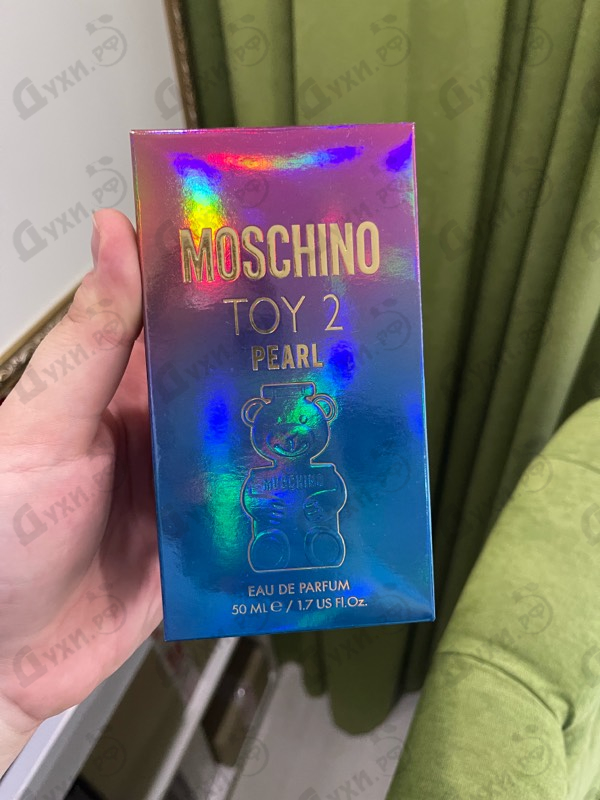 MOSCHINO
TOY 2
PEARL
MOSCHINO
EAU DE PARFUM
50 ML e / 1.7 US Fl.Oz.
Духи.рф